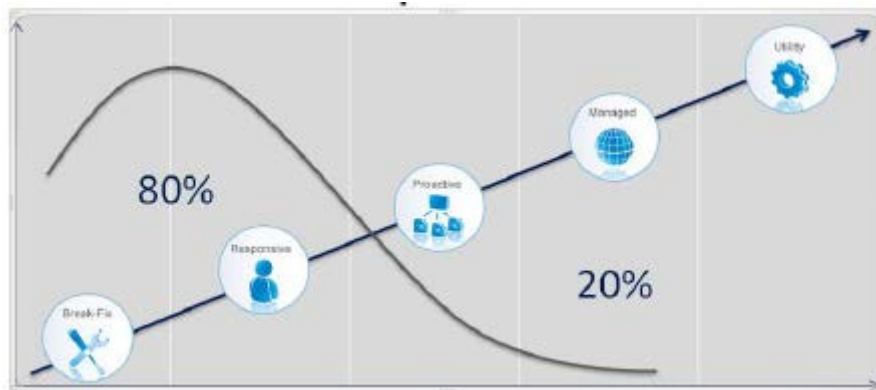 Utility
Managed
Proactive
80%
Responsive
20%
Break-Fix